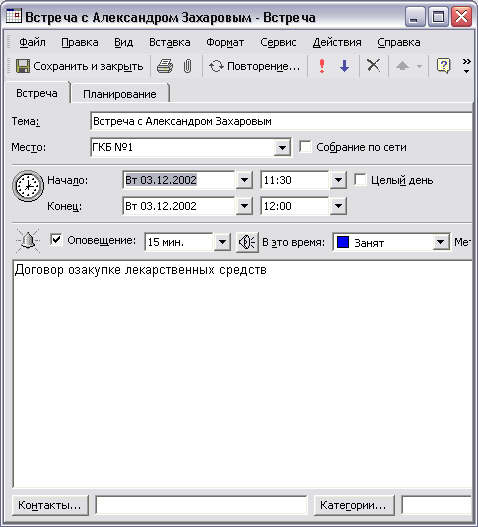 Встреча с Александром Захаровым - Встреча
Файл Правка Вид Вставка Формат Сервис Действия Справка
Сохранить и закрыть Повторение... ? »
Встреча Планирование
Тема: Встреча с Александром Захаровым
Место: ГКБ №1 Собрание по сети
Начало: Вт 03.12.2002 11:30 Целый день
Конец: Вт 03.12.2002 12:00
Оповещение: 15 мин. В это время: Занят Мет
Договор озакупке лекарственных средств
Контакты... Категории...